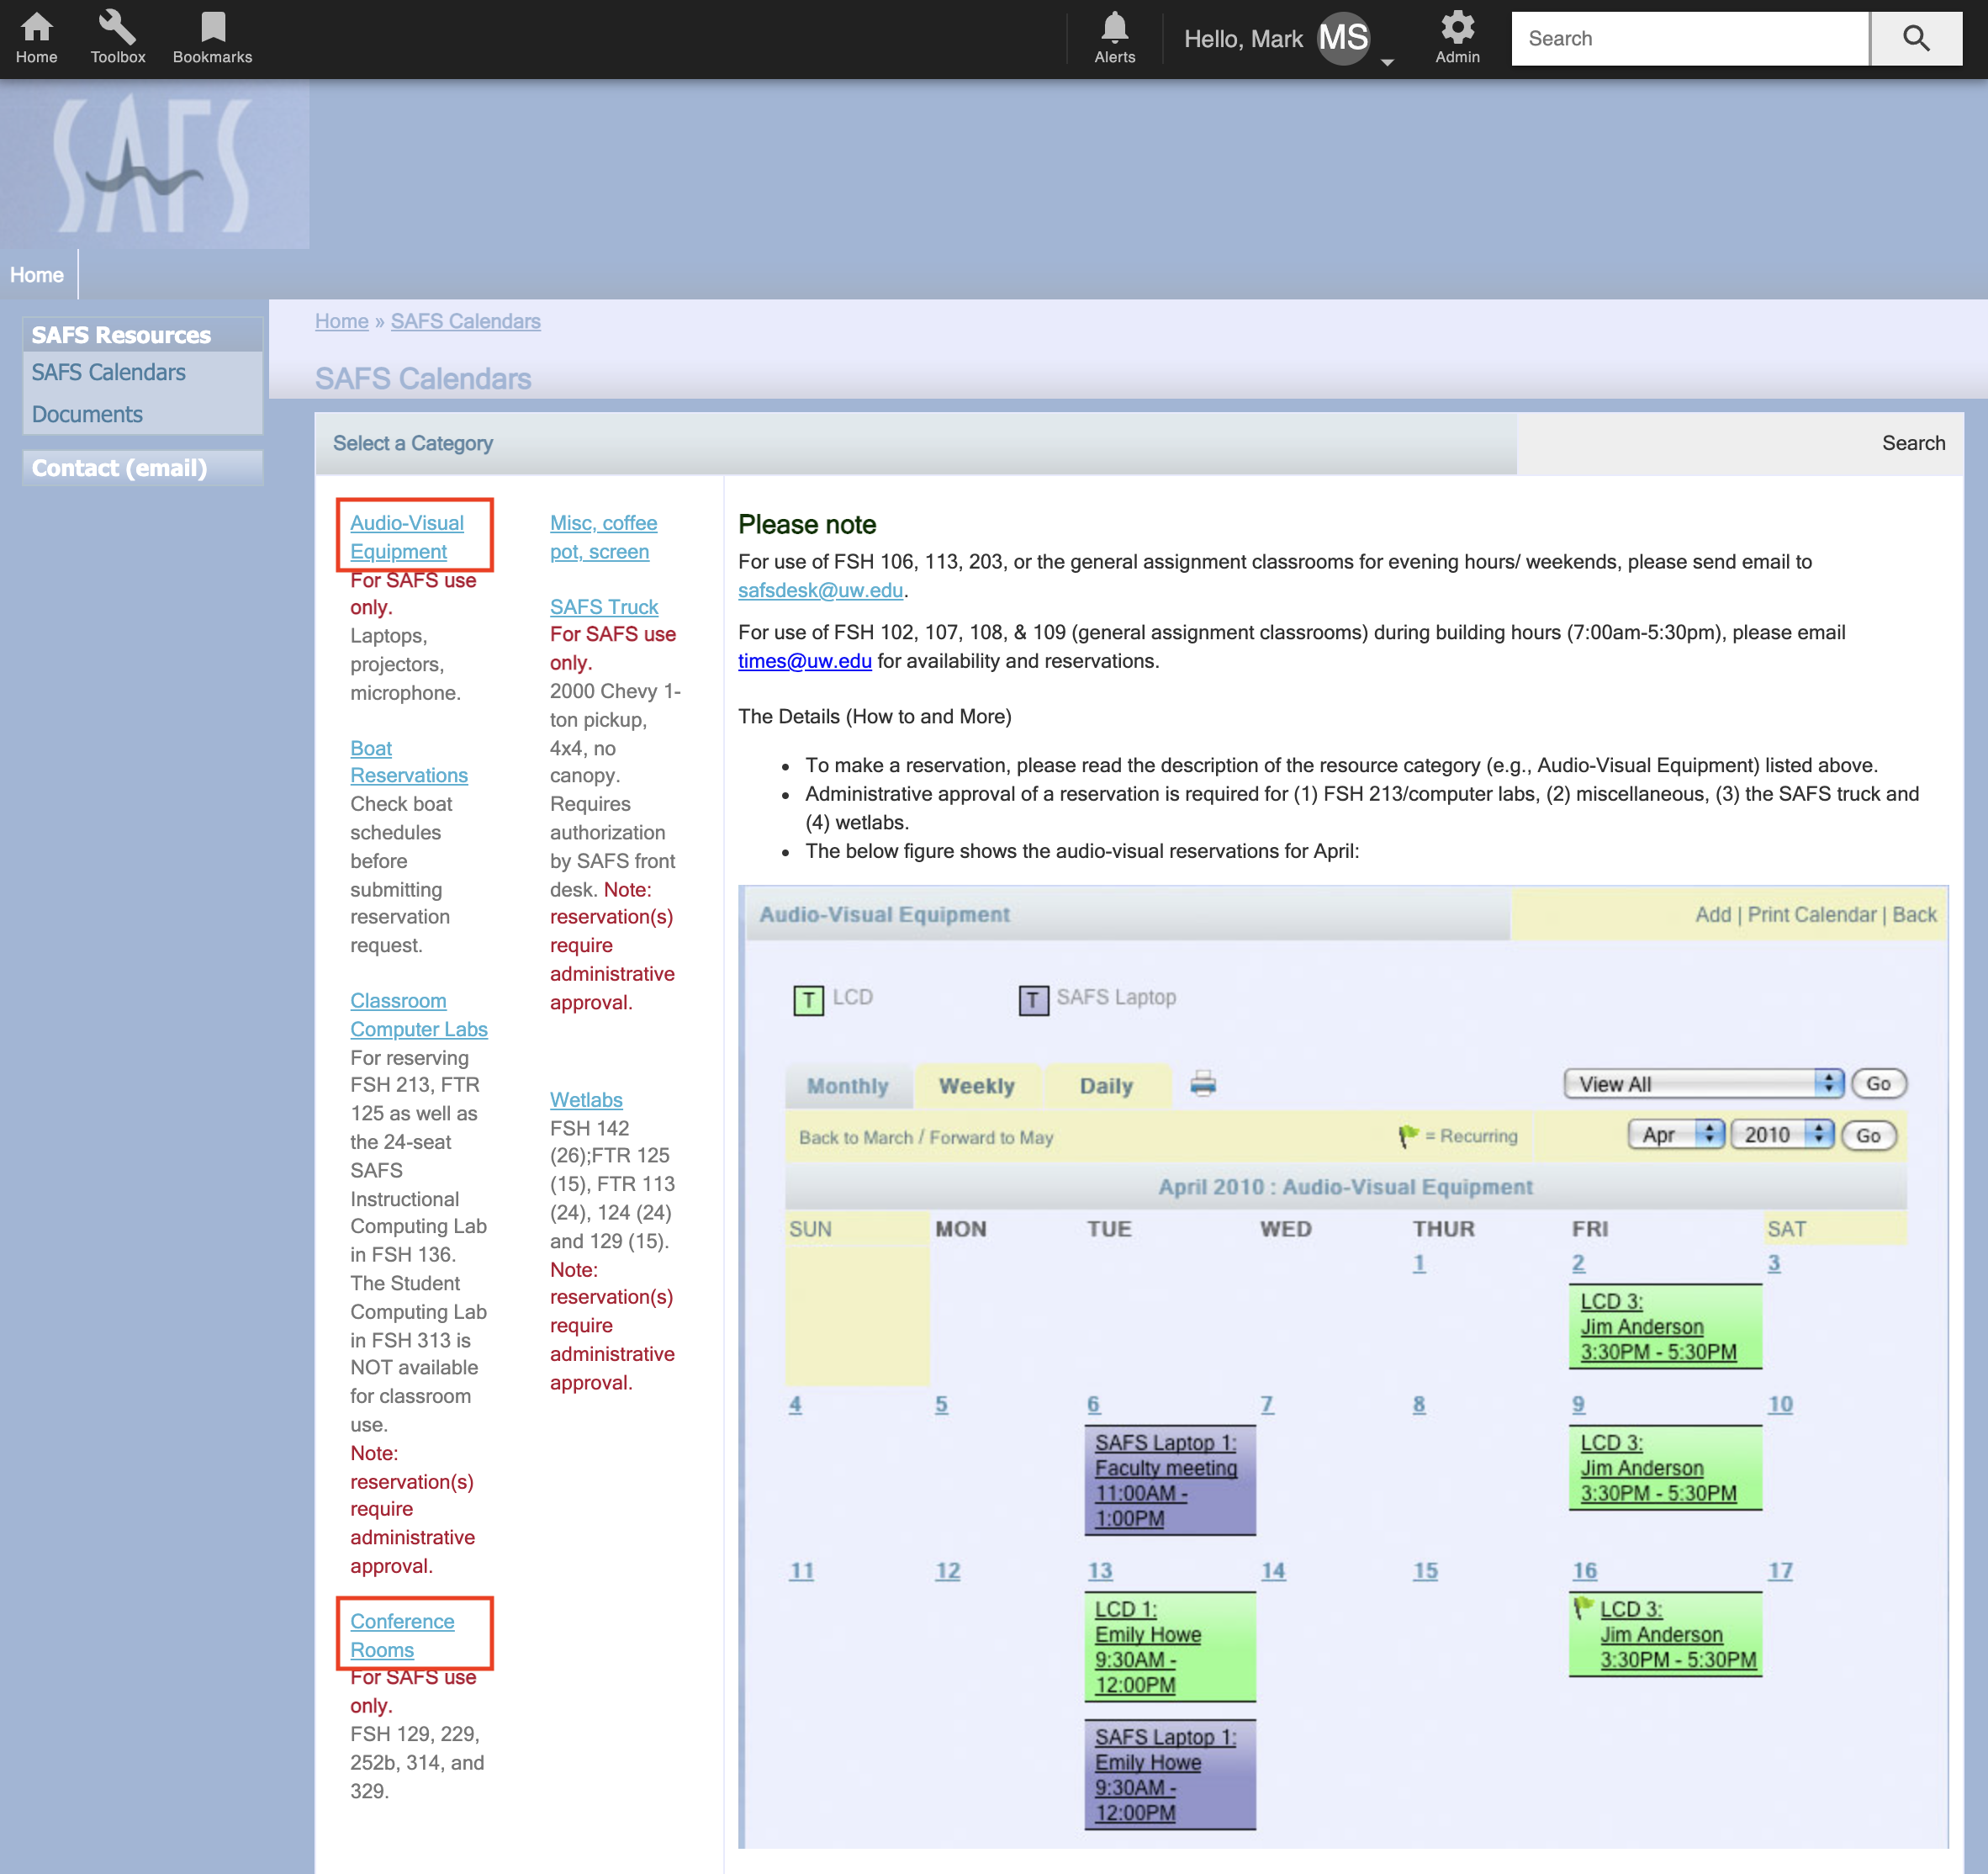 Home
Toolbox
Bookmarks
Alerts
Hello, Mark
MS
Admin
Search
SAFS
Home
SAFS Resources
SAFS Calendars
Documents
Contact (email)
Home » SAFS Calendars
SAFS Calendars
Select a Category
Search
Audio-Visual
Equipment
For SAFS use
only.
Laptops,
projectors,
microphone.
Boat
Reservations
Check boat
schedules
before
submitting
reservation
request.
Classroom
Computer Labs
For reserving
FSH 213, FTR
125 as well as
the 24-seat
SAFS
Instructional
Computing Lab
in FSH 136.
The Student
Computing Lab
in FSH 313 is
NOT available
for classroom
use.
Note:
reservation(s)
require
administrative
approval.
Conference
Rooms
For SAFS use
only.
FSH 129, 229,
252b, 314, and
329.
Misc, coffee
pot, screen
SAFS Truck
For SAFS use
only.
2000 Chevy 1-
ton pickup,
4x4, no
canopy.
Requires
authorization
by SAFS front
desk. Note:
reservation(s)
require
administrative
approval.
Wetlabs
FSH 142
(26);FTR 125
(15), FTR 113
(24), 124 (24)
and 129 (15).
Note:
reservation(s)
require
administrative
approval.
Please note
For use of FSH 106, 113, 203, or the general assignment classrooms for evening hours/ weekends, please send email to
safsdesk@uw.edu.
For use of FSH 102, 107, 108, & 109 (general assignment classrooms) during building hours (7:00am-5:30pm), please email
times@uw.edu for availability and reservations.
The Details (How to and More)
• To make a reservation, please read the description of the resource category (e.g., Audio-Visual Equipment) listed above.
• Administrative approval of a reservation is required for (1) FSH 213/computer labs, (2) miscellaneous, (3) the SAFS truck and
(4) wetlabs.
• The below figure shows the audio-visual reservations for April:
Audio-Visual Equipment
Add | Print Calendar | Back
T LCD
T SAFS Laptop
Monthly
Weekly
Daily
View All
Go
Back to March / Forward to May
= Recurring
Apr
2010
Go
April 2010 : Audio-Visual Equipment
SUN MON TUE WED THUR FRI SAT
1 2 3
LCD 3:
Jim Anderson
3:30PM - 5:30PM
4 5 6 7 8 9 10
SAFS Laptop 1:
Faculty meeting
11:00AM -
1:00PM
LCD 3:
Jim Anderson
3:30PM - 5:30PM
11 12 13 14 15 16 17
LCD 1:
Emily Howe
9:30AM -
12:00PM
LCD 3:
Jim Anderson
3:30PM - 5:30PM
SAFS Laptop 1:
Emily Howe
9:30AM -
12:00PM